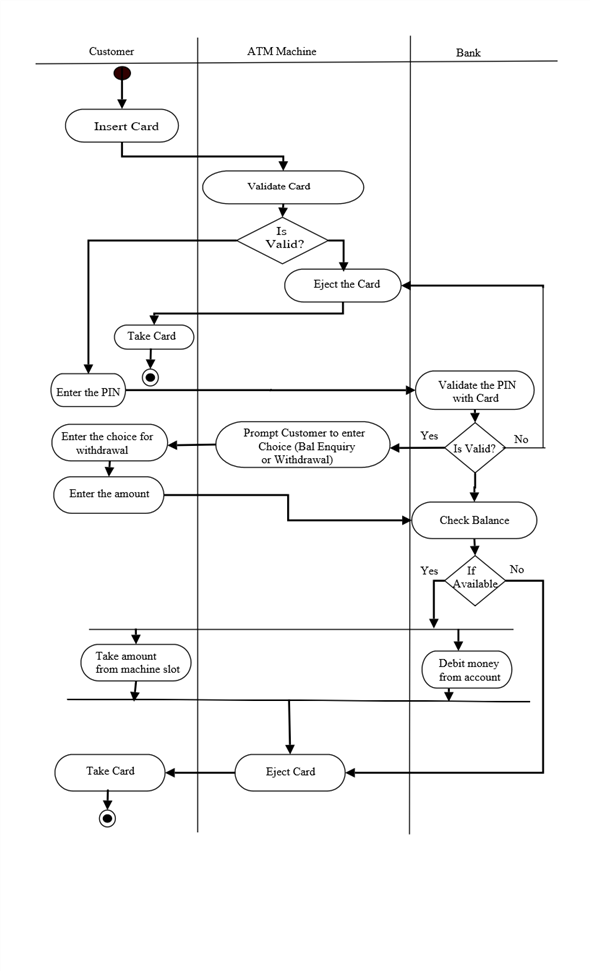 Customer
ATM Machine
Bank
Insert Card
Validate Card
Is
Valid?
Eject the Card
Take Card
Enter the PIN
Validate the PIN
with Card
Enter the choice for
withdrawal
Prompt Customer to enter
Choice (Bal Enquiry
or Withdrawal)
Yes
Is Valid?
No
Enter the amount
Check Balance
Yes
If
Available
No
Take amount
from machine slot
Debit money
from account
Take Card
Eject Card